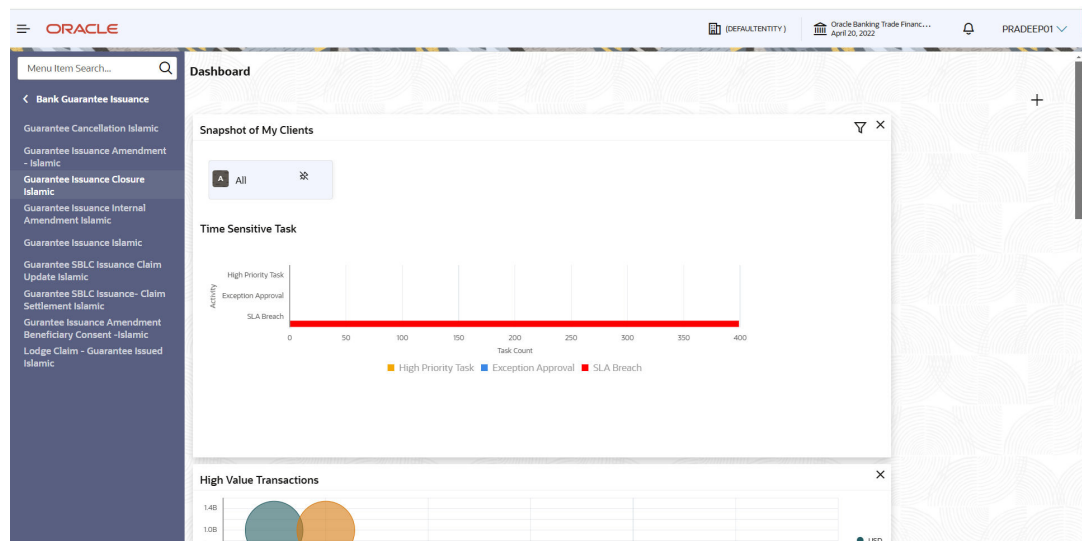 ORACLE
(DEFAULTENTITY )
Oracle Banking Trade Financ...
April 20, 2022
PRADEEP01
Menu Item Search...
Dashboard
Bank Guarantee Issuance
Guarantee Cancellation Islamic
Guarantee Issuance Amendment
- Islamic
Guarantee Issuance Closure
Islamic
Guarantee Issuance Internal
Amendment Islamic
Guarantee Issuance Islamic
Guarantee SBLC Issuance Claim
Update Islamic
Guarantee SBLC Issuance- Claim
Settlement Islamic
Gurantee Issuance Amendment
Beneficiary Consent -Islamic
Lodge Claim - Guarantee Issued
Islamic
Snapshot of My Clients
A All
Time Sensitive Task
Activity
High Priority Task
Exception Approval
SLA Breach
0 50 100 150 200 250 300 350 400
Task Count
High Priority Task Exception Approval SLA Breach
High Value Transactions
1.4B
1.0B
USD